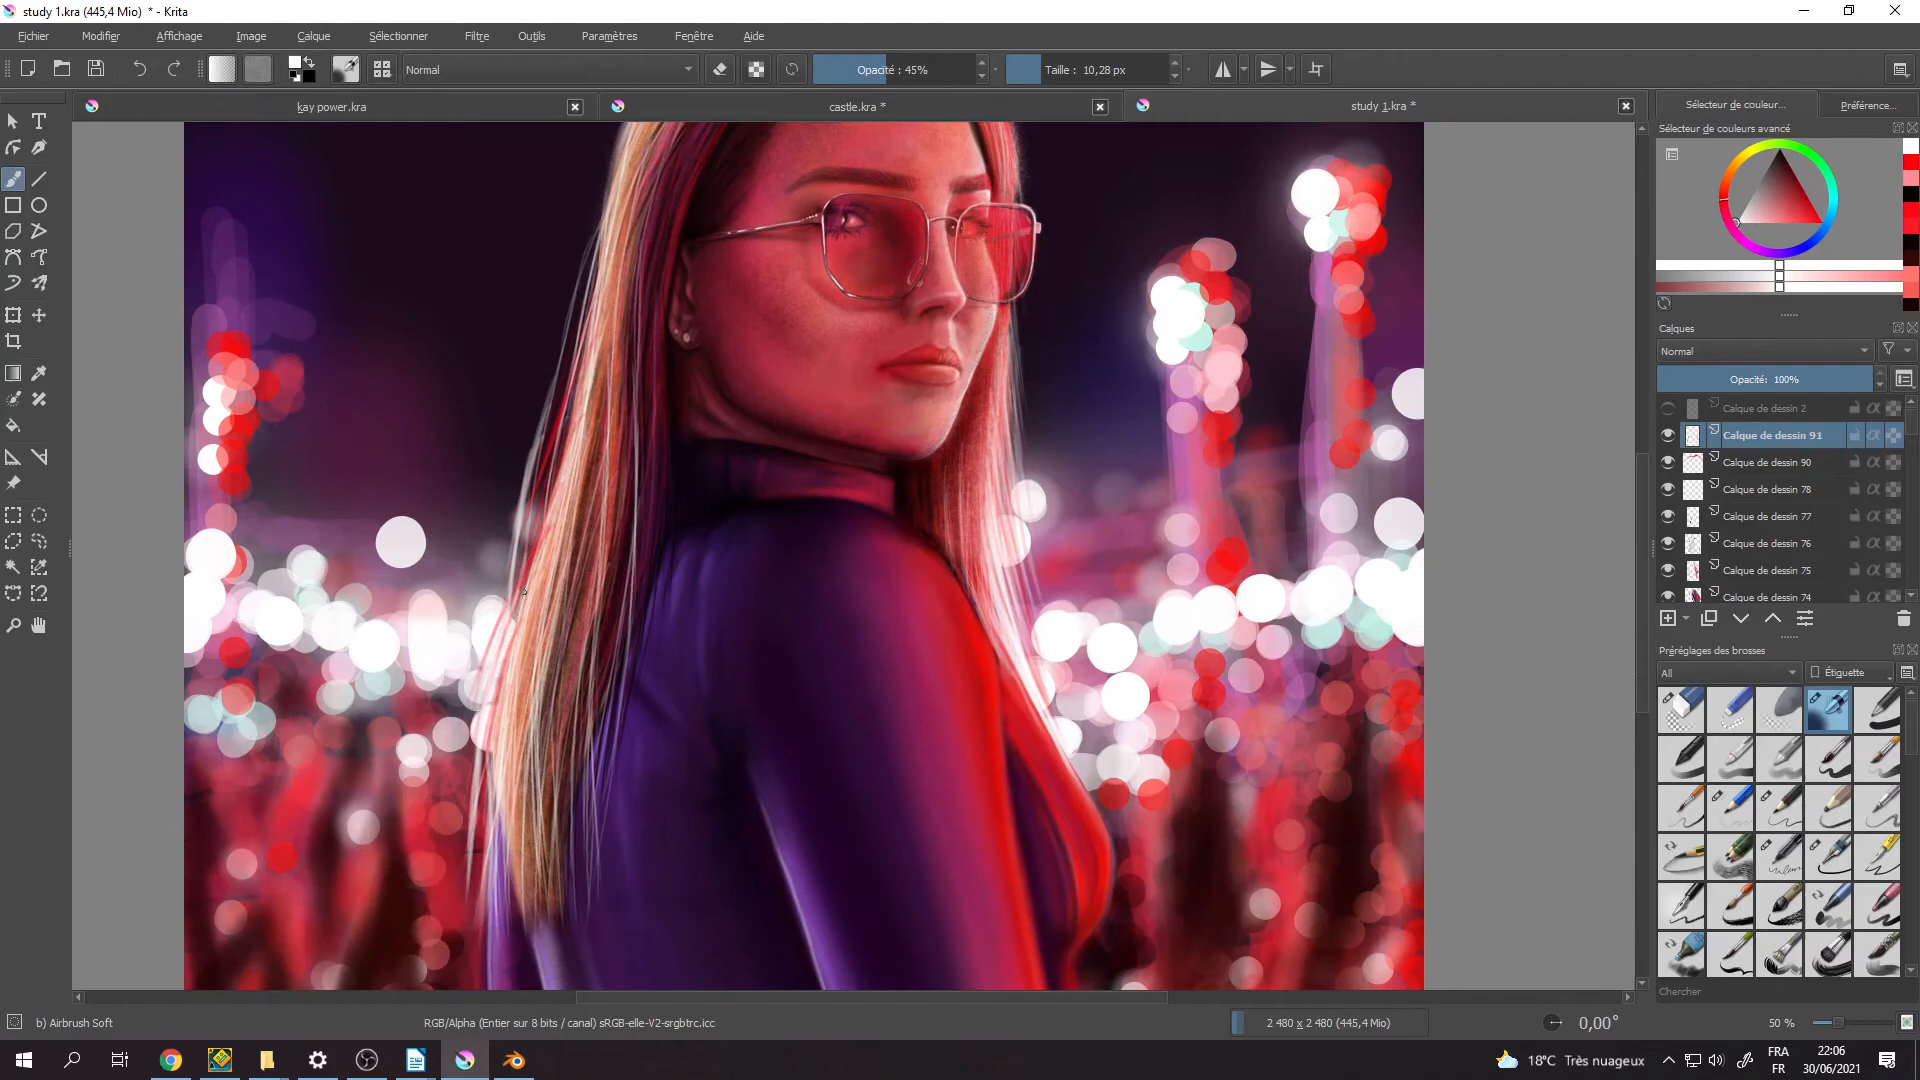 study 1.kra (445,4 Mio) * - Krita
Fichier Modifier Affichage Image Calque Sélectionner Filtre Outils Paramètres Fenêtre Aide
Normal Opacité : 45% Taille : 10,28 px
kay power.kra castle.kra * study 1.kra * Sélecteur de couleur... Préférence...
Sélecteur de couleurs avancé
Calques
Normal
Opacité: 100%
Calque de dessin 2
Calque de dessin 91
Calque de dessin 90
Calque de dessin 78
Calque de dessin 77
Calque de dessin 76
Calque de dessin 75
Calque de dessin 74
Préréglages des brosses
All Étiquette
Chercher
b) Airbrush Soft RGB/Alpha (Entier sur 8 bits / canal) sRGB-elle-V2-srgbtrc.icc 2 480 x 2 480 (445,4 Mio) 0,00° 50 %
18°C Très nuageux FRA 22:06
FR 30/06/2021